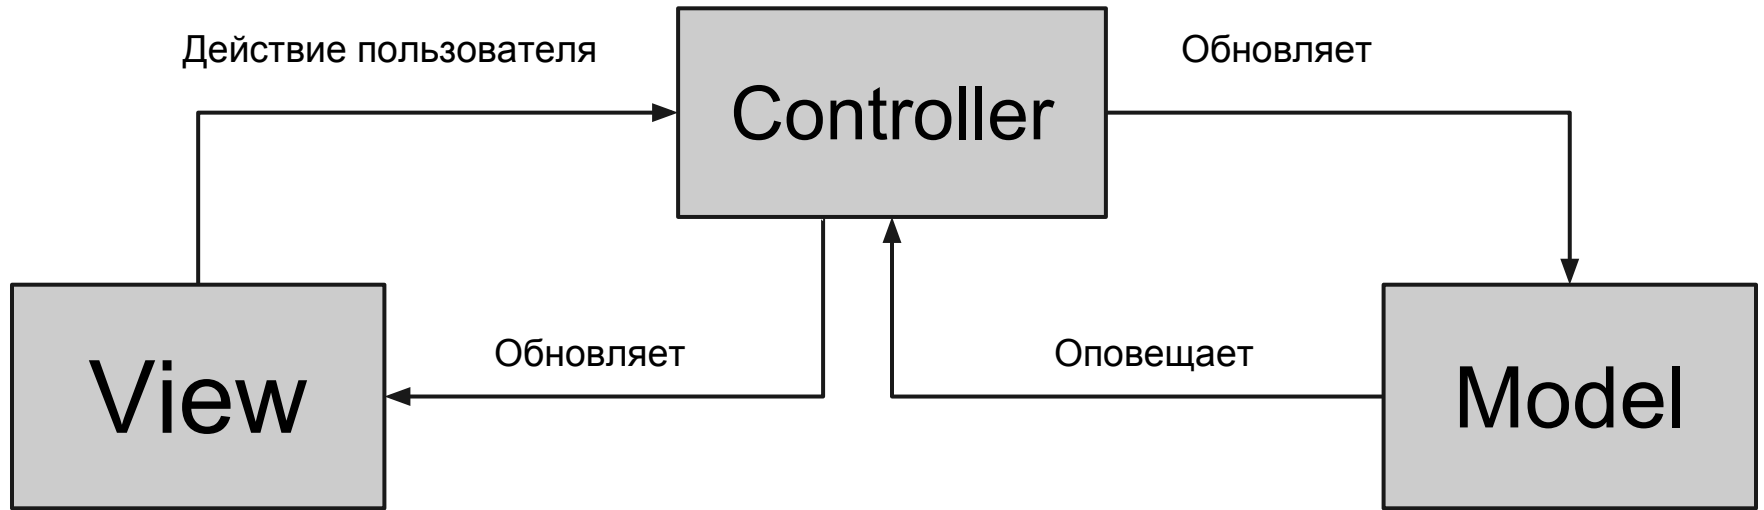 Действие пользователя
Controller
Обновляет
View
Обновляет
Оповещает
Model